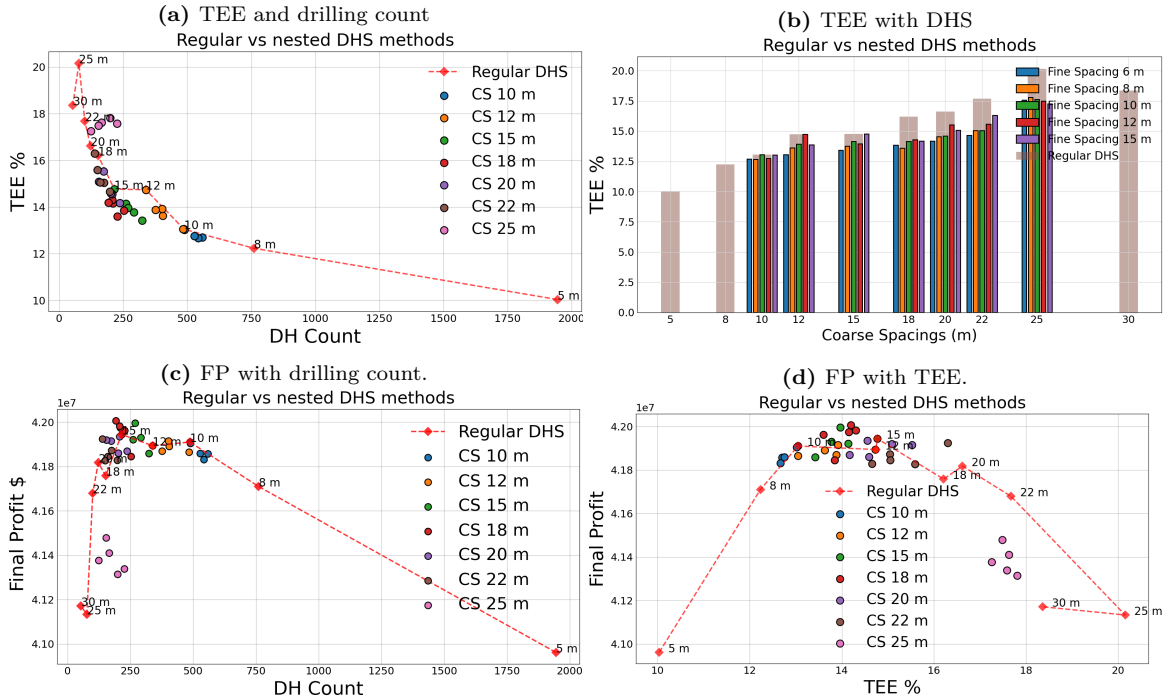 (a) TEE and drilling count
Regular vs nested DHS methods
TEE %
20
18
16
14
12
10
25 m
30 m
22 m
20 m
18 m
15 m
12 m
10 m
8 m
5 m
Regular DHS
CS 10 m
CS 12 m
CS 15 m
CS 18 m
CS 20 m
CS 22 m
CS 25 m
0
250
500
750
1000
1250
1500
1750
2000
DH Count
(b) TEE with DHS
Regular vs nested DHS methods
TEE %
20.0
17.5
15.0
12.5
10.0
7.5
5.0
2.5
0.0
Fine Spacing 6 m
Fine Spacing 8 m
Fine Spacing 10 m
Fine Spacing 12 m
Fine Spacing 15 m
Regular DHS
5
8
10
12
15
18
20
22
25
30
Coarse Spacings (m)
(c) FP with drilling count.
Regular vs nested DHS methods
1e7
Final Profit $
4.20
4.18
4.16
4.14
4.12
4.10
15 m
12 m
10 m
18 m
22 m
8 m
30 m
25 m
5 m
Regular DHS
CS 10 m
CS 12 m
CS 15 m
CS 18 m
CS 20 m
CS 22 m
CS 25 m
0
250
500
750
1000
1250
1500
1750
2000
DH Count
(d) FP with TEE.
Regular vs nested DHS methods
1e7
Final Profit
4.20
4.18
4.16
4.14
4.12
4.10
10 m
15 m
20 m
18 m
8 m
22 m
30 m
25 m
5 m
Regular DHS
CS 10 m
CS 12 m
CS 15 m
CS 18 m
CS 20 m
CS 22 m
CS 25 m
10
12
14
16
18
20
TEE %